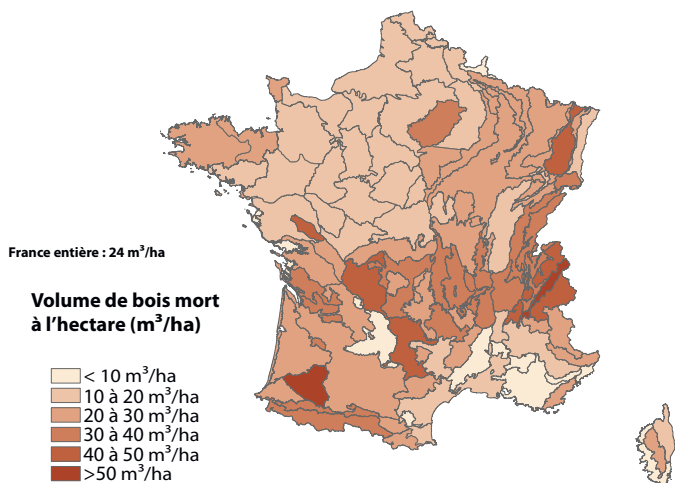 France entière : 24 m³/ha
Volume de bois mort
à l’hectare (m³/ha)
< 10 m³/ha
10 à 20 m³/ha
20 à 30 m³/ha
30 à 40 m³/ha
40 à 50 m³/ha
>50 m³/ha